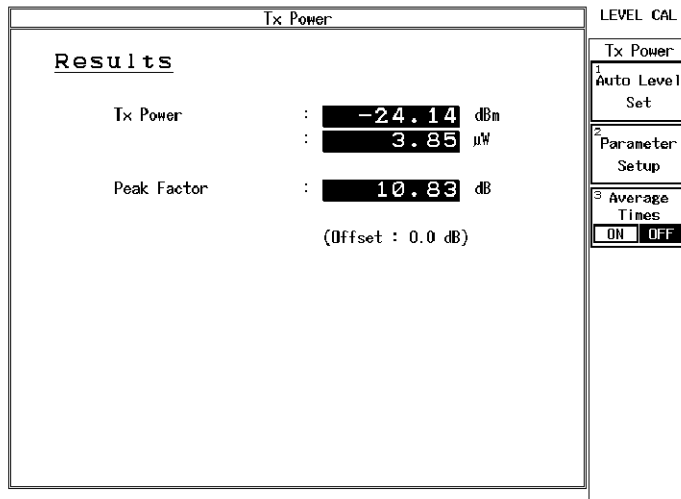 Tx Power
LEVEL CAL
Results
Tx Power : -24.14 dBm
: 3.85 µW
Peak Factor : 10.83 dB
(Offset : 0.0 dB)
Tx Power
1
Auto Level
Set
2
Parameter
Setup
3 Average
Times
ON OFF